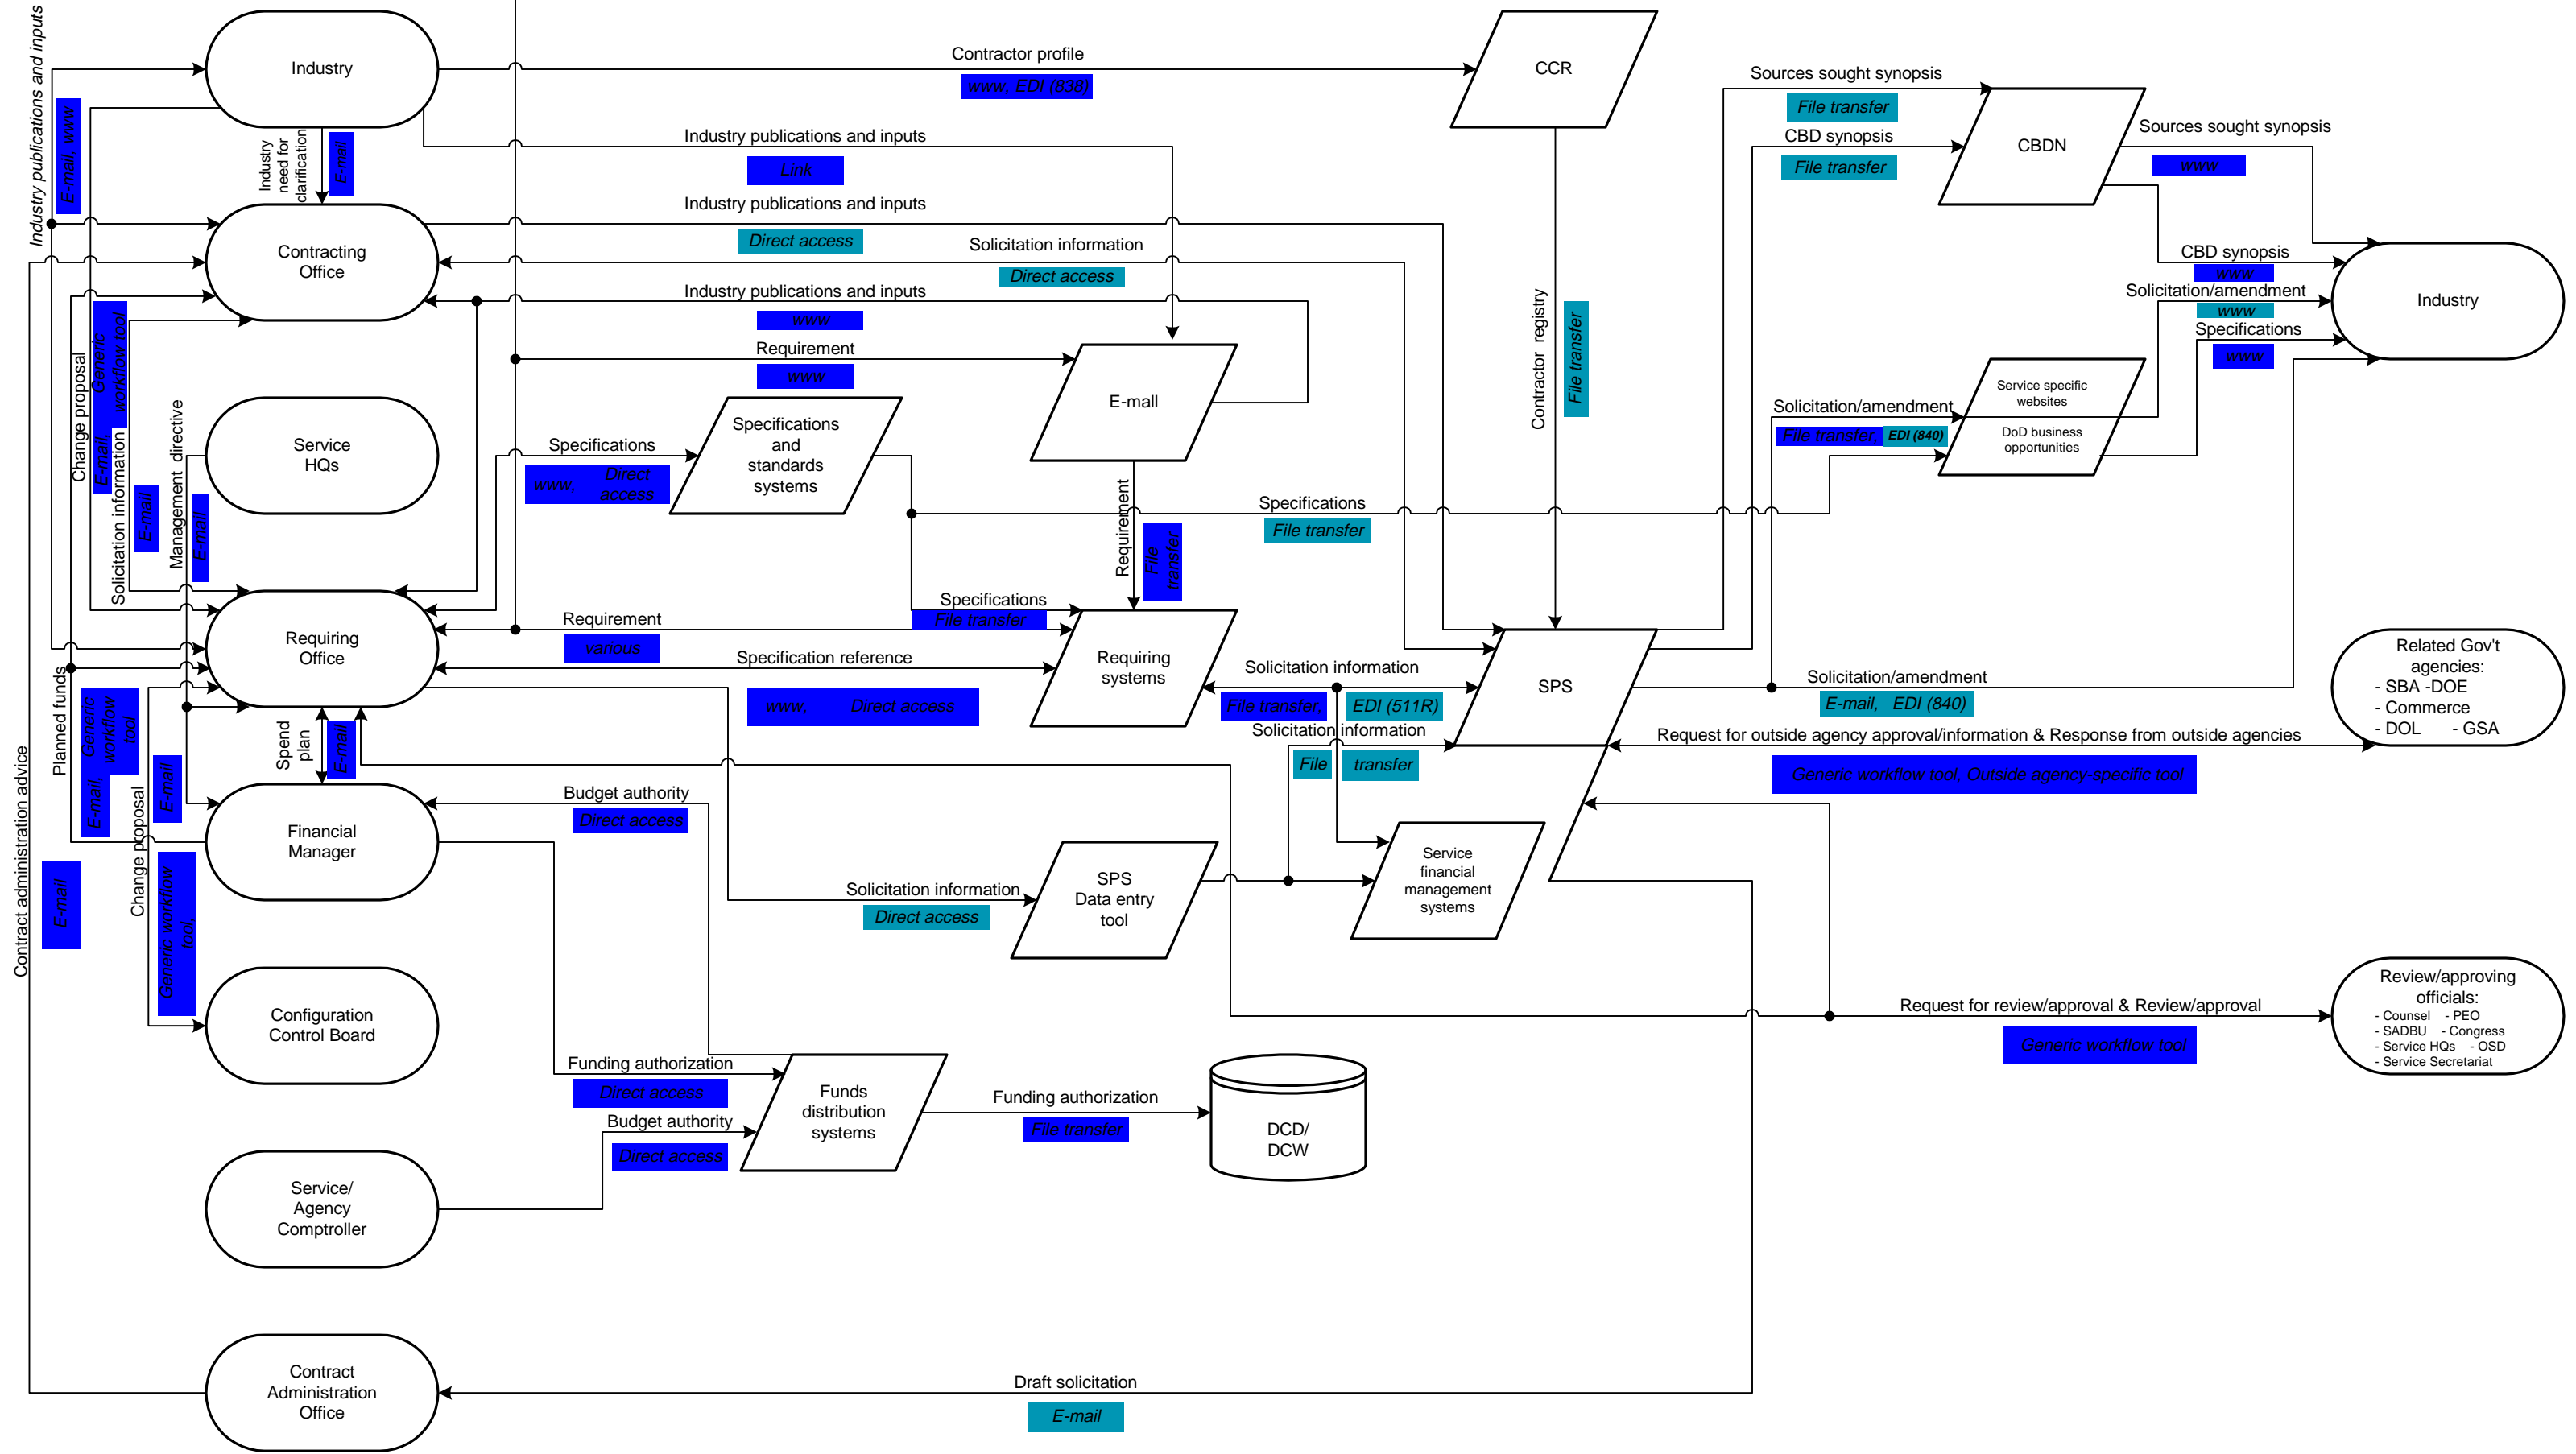 Industry publications and inputs
E-mail, www
Industry
Contractor profile
www, EDI (838)
CCR
Sources sought synopsis
File transfer
CBD synopsis
File transfer
CBDN
Sources sought synopsis
www
Industry
need for
clarification
E-mail
Industry publications and inputs
Link
Industry publications and inputs
Direct access
Solicitation information
Direct access
Contracting
Office
Industry publications and inputs
www
Requirement
www
CBD synopsis
www
Solicitation/amendment
www
Specifications
www
Industry
Contractor registry
File transfer
Change proposal
Generic
workflow tool
E-mail,
Solicitation information
E-mail
Management directive
E-mail
Service
HQs
Specifications
www, Direct
access
Specifications
and
standards
systems
E-mall
Service specific
websites
DoD business
opportunities
Solicitation/amendment
File transfer, EDI (840)
Specifications
File transfer
Requirement
File
transfer
Requiring
Office
Requirement
various
Specifications
File transfer
Specification reference
www, Direct access
Requiring
systems
Solicitation information
File transfer, EDI (511R)
Solicitation information
File transfer
SPS
Solicitation/amendment
E-mail, EDI (840)
Related Gov't
agencies:
- SBA -DOE
- Commerce
- DOL - GSA
Request for outside agency approval/information & Response from outside agencies
Generic workflow tool, Outside agency-specific tool
Planned funds
Generic
workflow
tool
E-mail,
E-mail
Spend
plan
E-mail
Contract administration advice
E-mail
Change proposal
Generic workflow
tool,
Financial
Manager
Budget authority
Direct access
Solicitation information
Direct access
SPS
Data entry
tool
Service
financial
management
systems
Configuration
Control Board
Request for review/approval & Review/approval
Generic workflow tool
Review/approving
officials:
- Counsel - PEO
- SADBU - Congress
- Service HQs - OSD
- Service Secretariat
Funding authorization
Direct access
Budget authority
Direct access
Funds
distribution
systems
Funding authorization
File transfer
DCD/
DCW
Service/
Agency
Comptroller
Contract
Administration
Office
Draft solicitation
E-mail